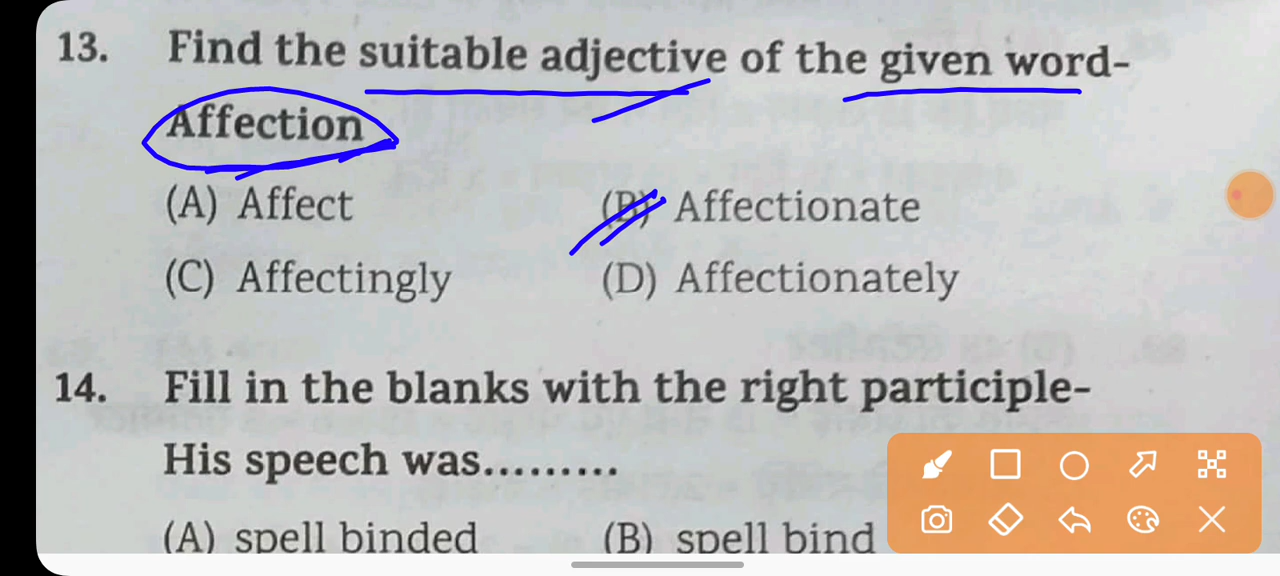 13. Find the suitable adjective of the given word-
Affection
(A) Affect (B) Affectionate
(C) Affectingly (D) Affectionately
14. Fill in the blanks with the right participle-
His speech was.........
(A) spell binded (B) spell bind